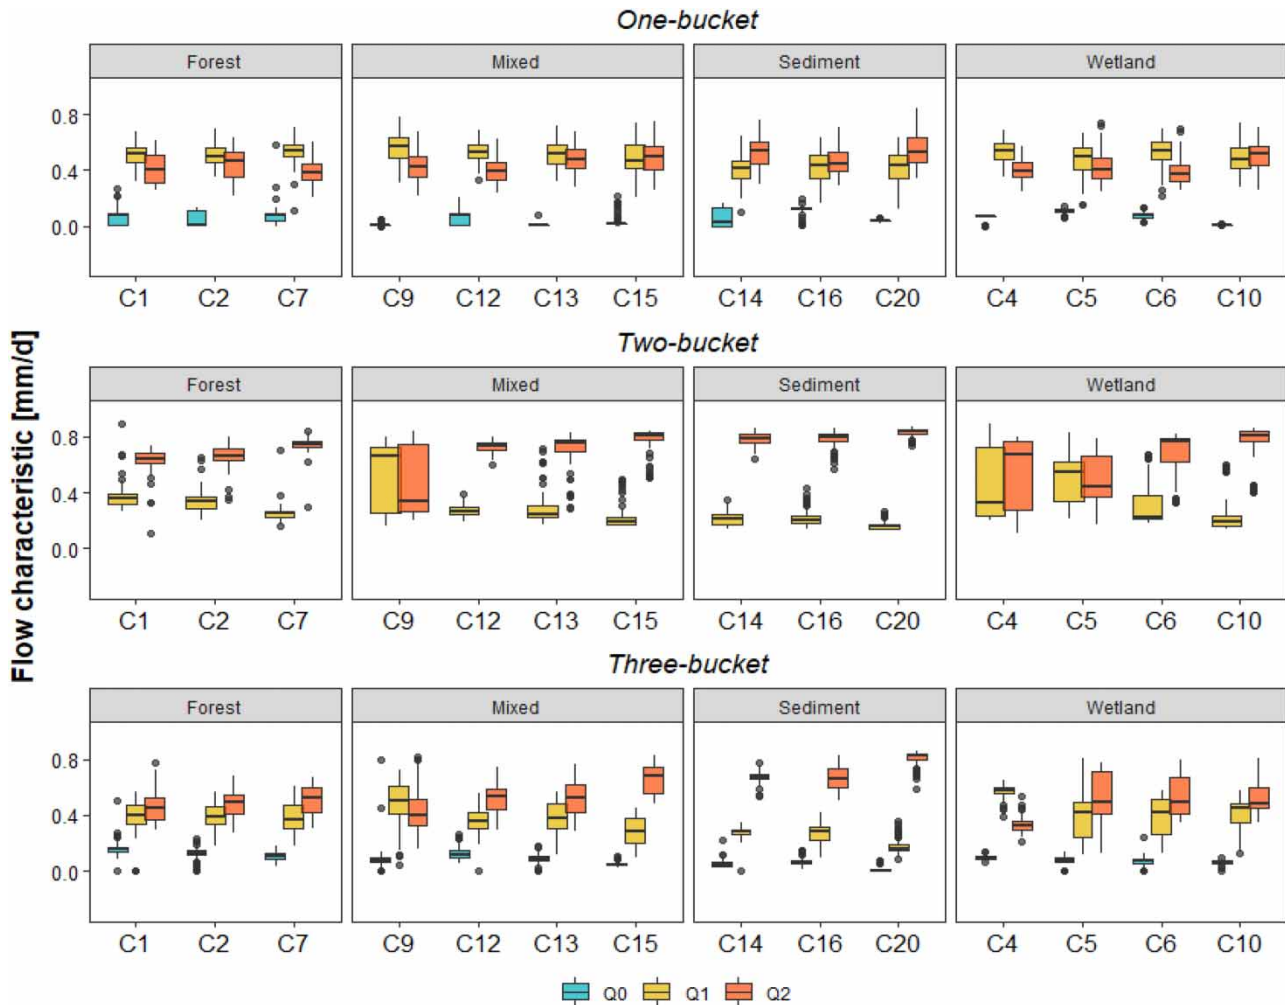 One-bucket
Forest Mixed Sediment Wetland
0.8
0.4
0.0
C1 C2 C7 C9 C12 C13 C15 C14 C16 C20 C4 C5 C6 C10
Flow characteristic [mm/d]
Two-bucket
Forest Mixed Sediment Wetland
0.8
0.4
0.0
C1 C2 C7 C9 C12 C13 C15 C14 C16 C20 C4 C5 C6 C10
Three-bucket
Forest Mixed Sediment Wetland
0.8
0.4
0.0
C1 C2 C7 C9 C12 C13 C15 C14 C16 C20 C4 C5 C6 C10
Q0 Q1 Q2